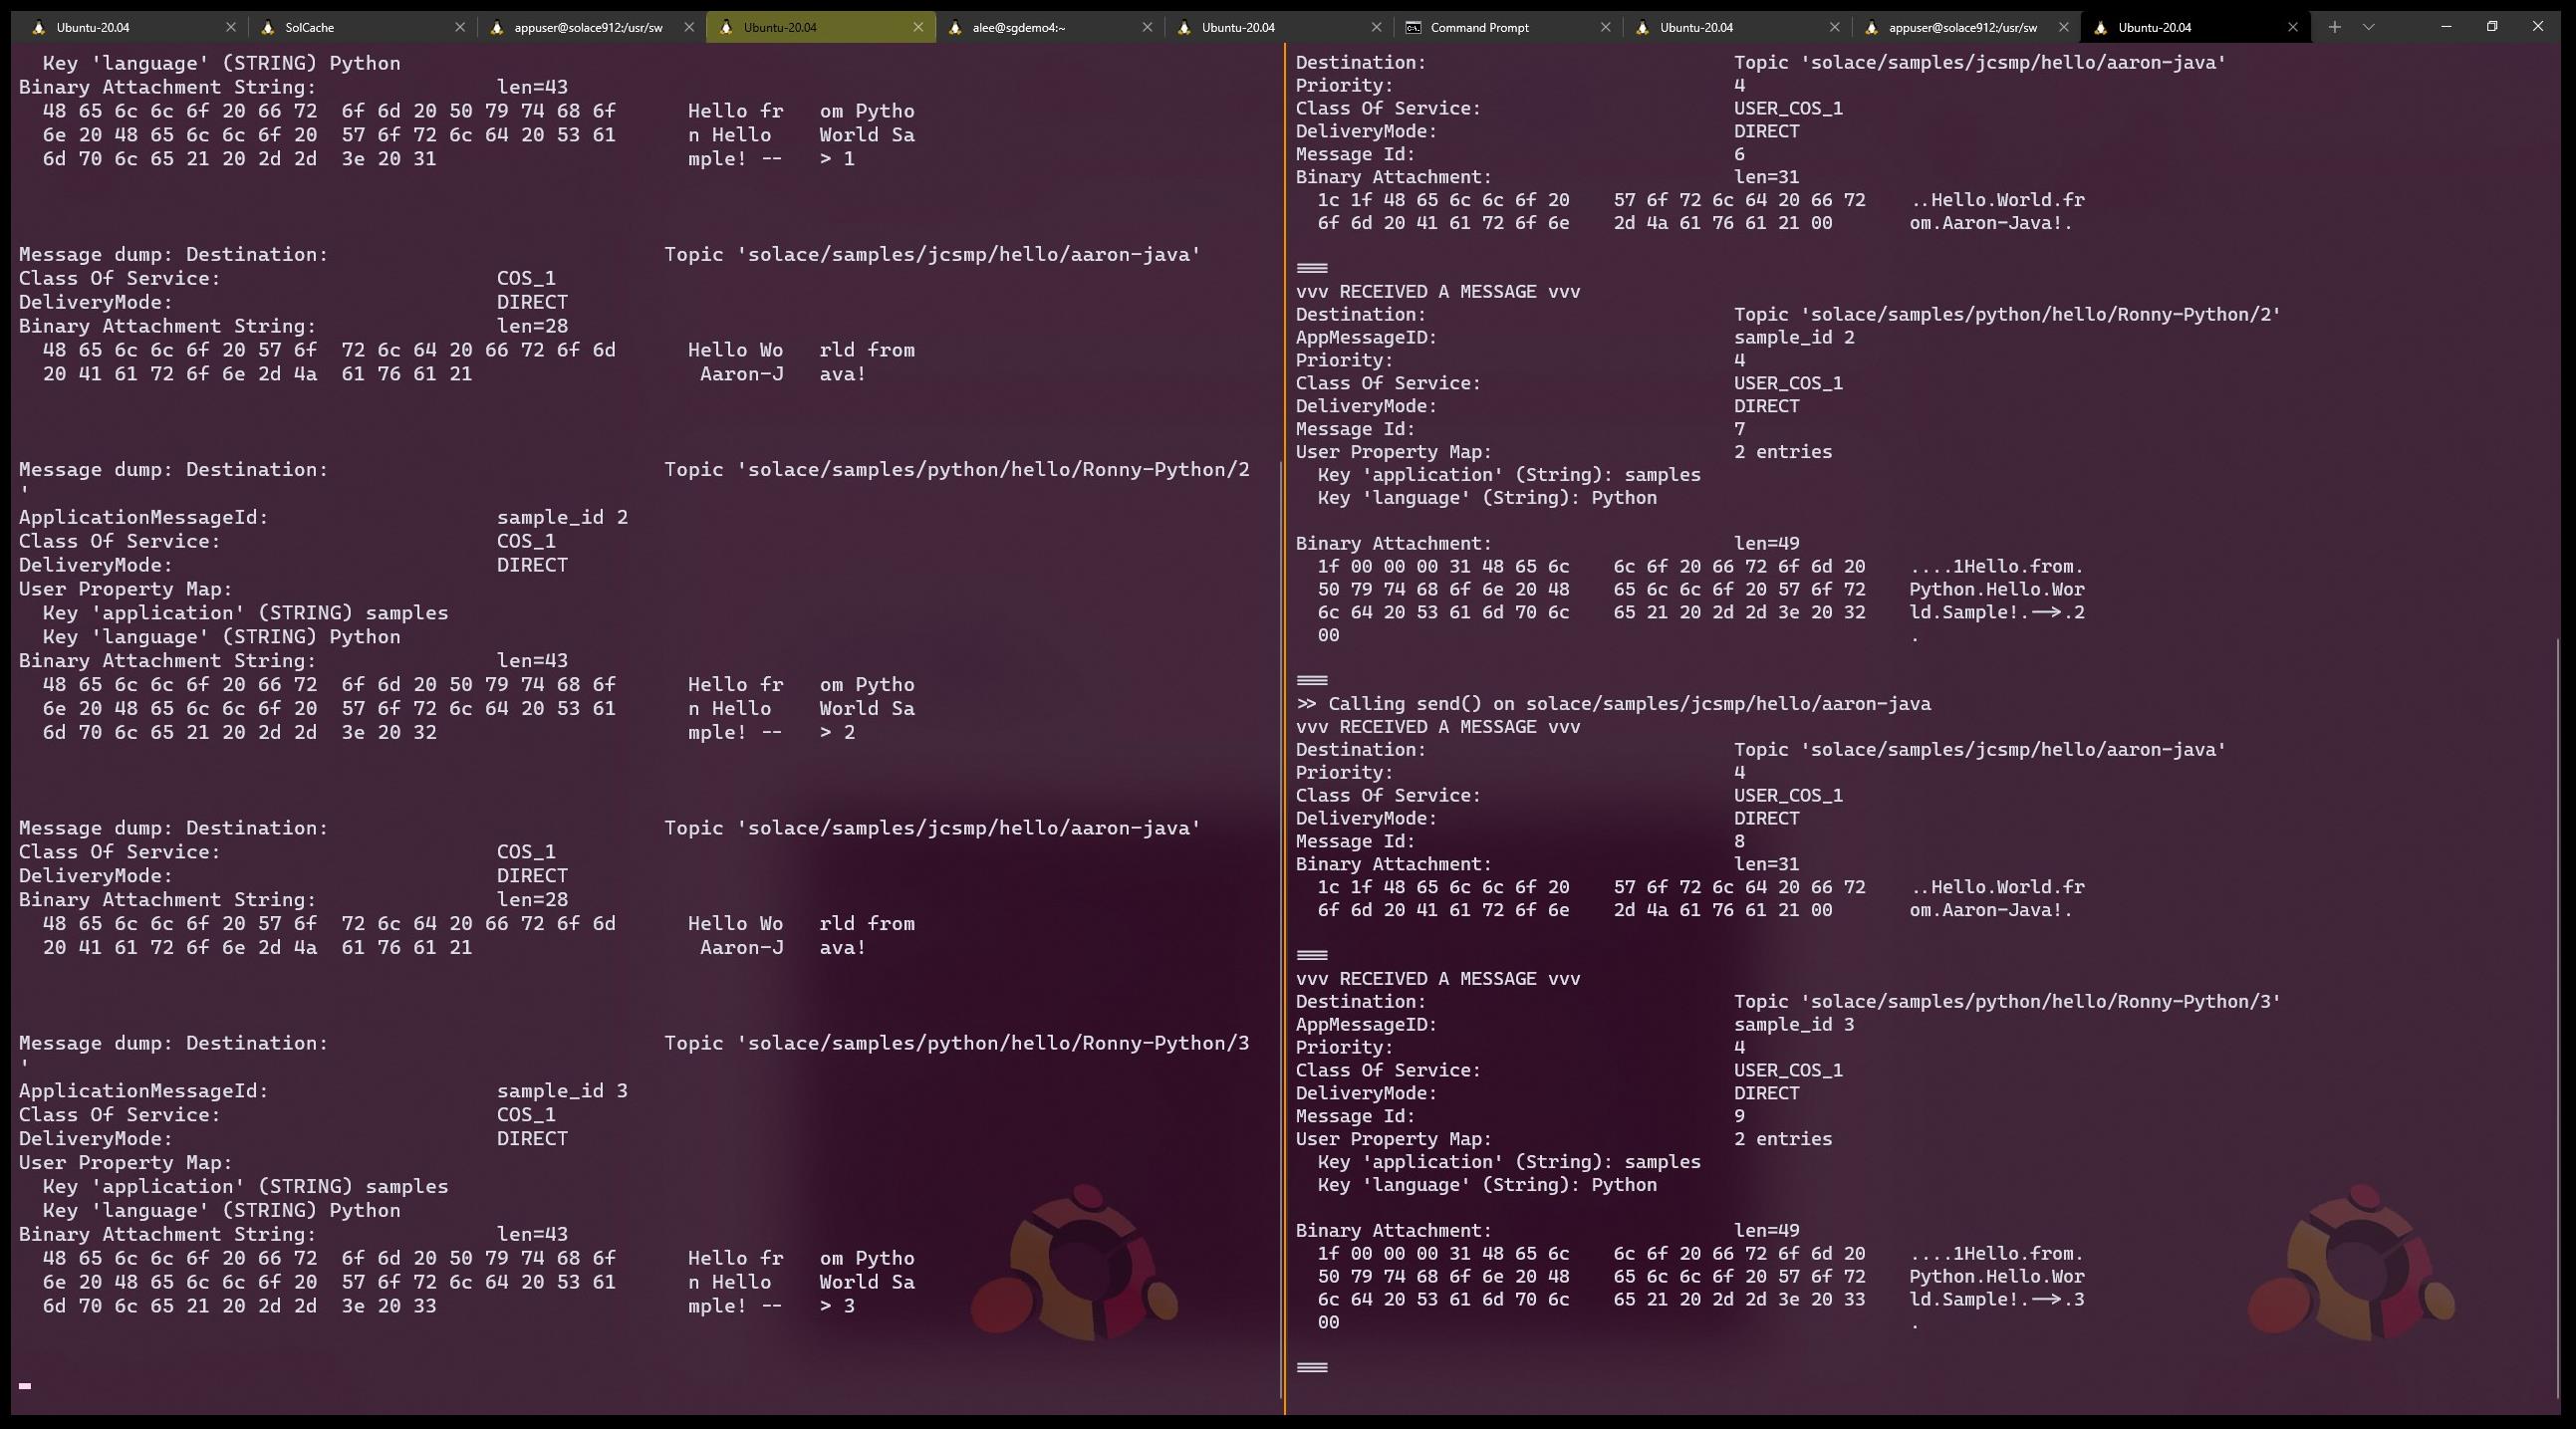 Ubuntu-20.04 SolCache appuser@solace912:/usr/sw Ubuntu-20.04 alee@sgdemo4:~ Ubuntu-20.04 Command Prompt Ubuntu-20.04 appuser@solace912:/usr/sw Ubuntu-20.04
Key 'language' (STRING) Python
Binary Attachment String: len=43
48 65 6c 6c 6f 20 66 72 6f 6d 20 50 79 74 68 6f Hello fr om Pytho
6e 20 48 65 6c 6c 6f 20 57 6f 72 6c 64 20 53 61 n Hello World Sa
6d 70 6c 65 21 20 2d 2d 3e 20 31 mple! -- > 1
Message dump: Destination: Topic 'solace/samples/jcsmp/hello/aaron-java'
Class Of Service: COS_1
DeliveryMode: DIRECT
Binary Attachment String: len=28
48 65 6c 6c 6f 20 57 6f 72 6c 64 20 66 72 6f 6d Hello Wo rld from
20 41 61 72 6f 6e 2d 4a 61 76 61 21 Aaron-J ava!
Message dump: Destination: Topic 'solace/samples/python/hello/Ronny-Python/2
'
ApplicationMessageId: sample_id 2
Class Of Service: COS_1
DeliveryMode: DIRECT
User Property Map:
Key 'application' (STRING) samples
Key 'language' (STRING) Python
Binary Attachment String: len=43
48 65 6c 6c 6f 20 66 72 6f 6d 20 50 79 74 68 6f Hello fr om Pytho
6e 20 48 65 6c 6c 6f 20 57 6f 72 6c 64 20 53 61 n Hello World Sa
6d 70 6c 65 21 20 2d 2d 3e 20 32 mple! -- > 2
Message dump: Destination: Topic 'solace/samples/jcsmp/hello/aaron-java'
Class Of Service: COS_1
DeliveryMode: DIRECT
Binary Attachment String: len=28
48 65 6c 6c 6f 20 57 6f 72 6c 64 20 66 72 6f 6d Hello Wo rld from
20 41 61 72 6f 6e 2d 4a 61 76 61 21 Aaron-J ava!
Message dump: Destination: Topic 'solace/samples/python/hello/Ronny-Python/3
'
ApplicationMessageId: sample_id 3
Class Of Service: COS_1
DeliveryMode: DIRECT
User Property Map:
Key 'application' (STRING) samples
Key 'language' (STRING) Python
Binary Attachment String: len=43
48 65 6c 6c 6f 20 66 72 6f 6d 20 50 79 74 68 6f Hello fr om Pytho
6e 20 48 65 6c 6c 6f 20 57 6f 72 6c 64 20 53 61 n Hello World Sa
6d 70 6c 65 21 20 2d 2d 3e 20 33 mple! -- > 3
Destination: Topic 'solace/samples/jcsmp/hello/aaron-java'
Priority: 4
Class Of Service: USER_COS_1
DeliveryMode: DIRECT
Message Id: 6
Binary Attachment: len=31
1c 1f 48 65 6c 6c 6f 20 57 6f 72 6c 64 20 66 72 ..Hello.World.fr
6f 6d 20 41 61 72 6f 6e 2d 4a 61 76 61 21 00 om.Aaron-Java!.
===
vvv RECEIVED A MESSAGE vvv
Destination: Topic 'solace/samples/python/hello/Ronny-Python/2'
AppMessageID: sample_id 2
Priority: 4
Class Of Service: USER_COS_1
DeliveryMode: DIRECT
Message Id: 7
User Property Map: 2 entries
Key 'application' (String): samples
Key 'language' (String): Python
Binary Attachment: len=49
1f 00 00 00 31 48 65 6c 6c 6f 20 66 72 6f 6d 20 ....1Hello.from.
50 79 74 68 6f 6e 20 48 65 6c 6c 6f 20 57 6f 72 Python.Hello.Wor
6c 64 20 53 61 6d 70 6c 65 21 20 2d 2d 3e 20 32 ld.Sample!.-->.2
00 .
===
>> Calling send() on solace/samples/jcsmp/hello/aaron-java
vvv RECEIVED A MESSAGE vvv
Destination: Topic 'solace/samples/jcsmp/hello/aaron-java'
Priority: 4
Class Of Service: USER_COS_1
DeliveryMode: DIRECT
Message Id: 8
Binary Attachment: len=31
1c 1f 48 65 6c 6c 6f 20 57 6f 72 6c 64 20 66 72 ..Hello.World.fr
6f 6d 20 41 61 72 6f 6e 2d 4a 61 76 61 21 00 om.Aaron-Java!.
===
vvv RECEIVED A MESSAGE vvv
Destination: Topic 'solace/samples/python/hello/Ronny-Python/3'
AppMessageID: sample_id 3
Priority: 4
Class Of Service: USER_COS_1
DeliveryMode: DIRECT
Message Id: 9
User Property Map: 2 entries
Key 'application' (String): samples
Key 'language' (String): Python
Binary Attachment: len=49
1f 00 00 00 31 48 65 6c 6c 6f 20 66 72 6f 6d 20 ....1Hello.from.
50 79 74 68 6f 6e 20 48 65 6c 6c 6f 20 57 6f 72 Python.Hello.Wor
6c 64 20 53 61 6d 70 6c 65 21 20 2d 2d 3e 20 33 ld.Sample!.-->.3
00 .
===